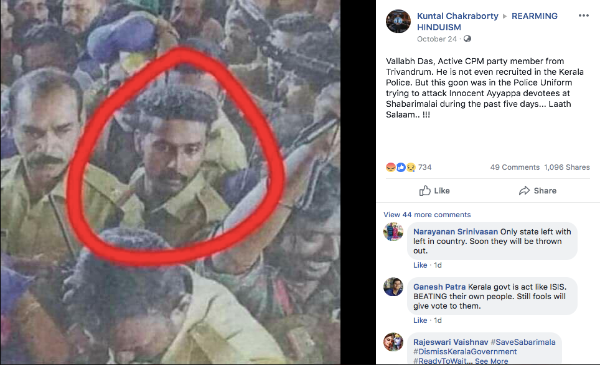 Kuntal Chakraborty ▸ REARMING
HINDUISM
October 24 ·
Vallabh Das, Active CPM party member from
Trivandrum. He is not even recruited in the Kerala
Police. But this goon was in the Police Uniform
trying to attack Innocent Ayyappa devotees at
Shabarimalai during the past five days... Laath
Salaam.. !!!
734
49 Comments 1,096 Shares
Like
Share
View 44 more comments
Narayanan Srinivasan Only state left with
left in country. Soon they will be thrown
out.
Like · 1d
Ganesh Patra Kerala govt is act like ISIS.
BEATING their own people. Still fools will
give vote to them.
Like · 1d
Rajeswari Vaishnav #SaveSabarimala
#DismissKeralaGovernment
#ReadyToWait... See More